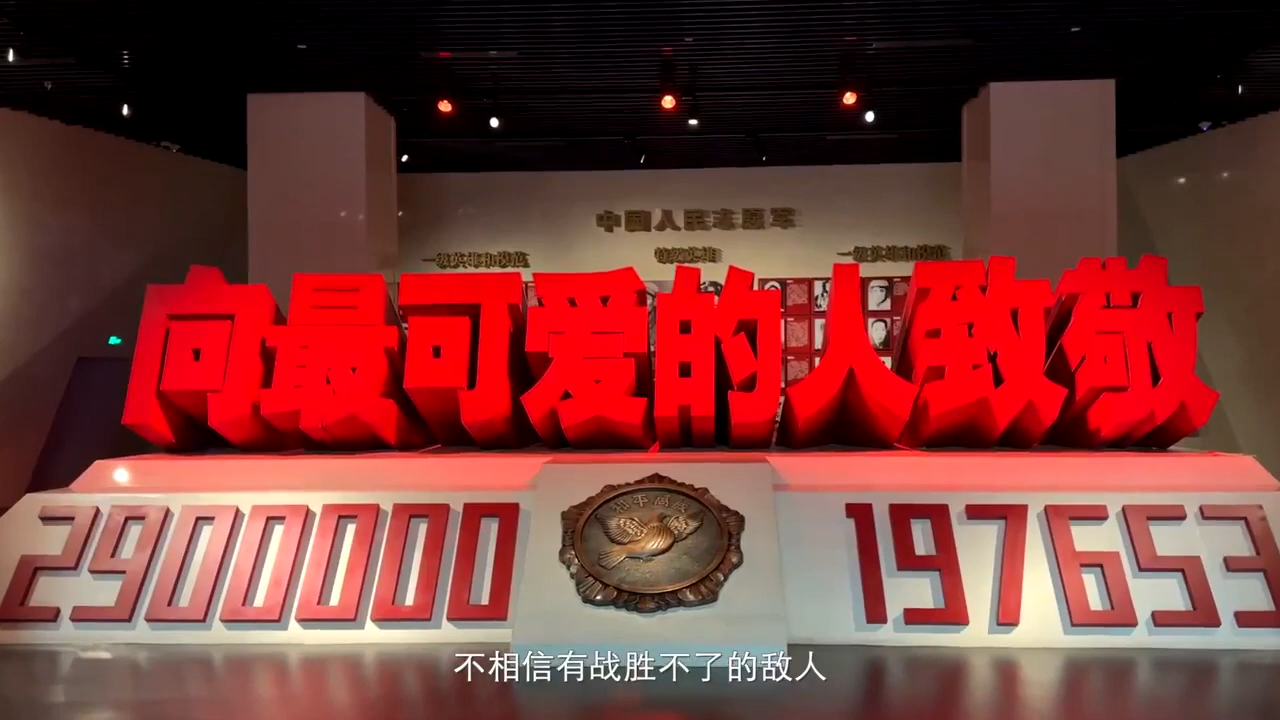 中国人民志愿军
一级英雄和模范
特级英雄
一级英雄和模范
向最可爱的人致敬
2900000
和平万岁
197653
不相信有战胜不了的敌人